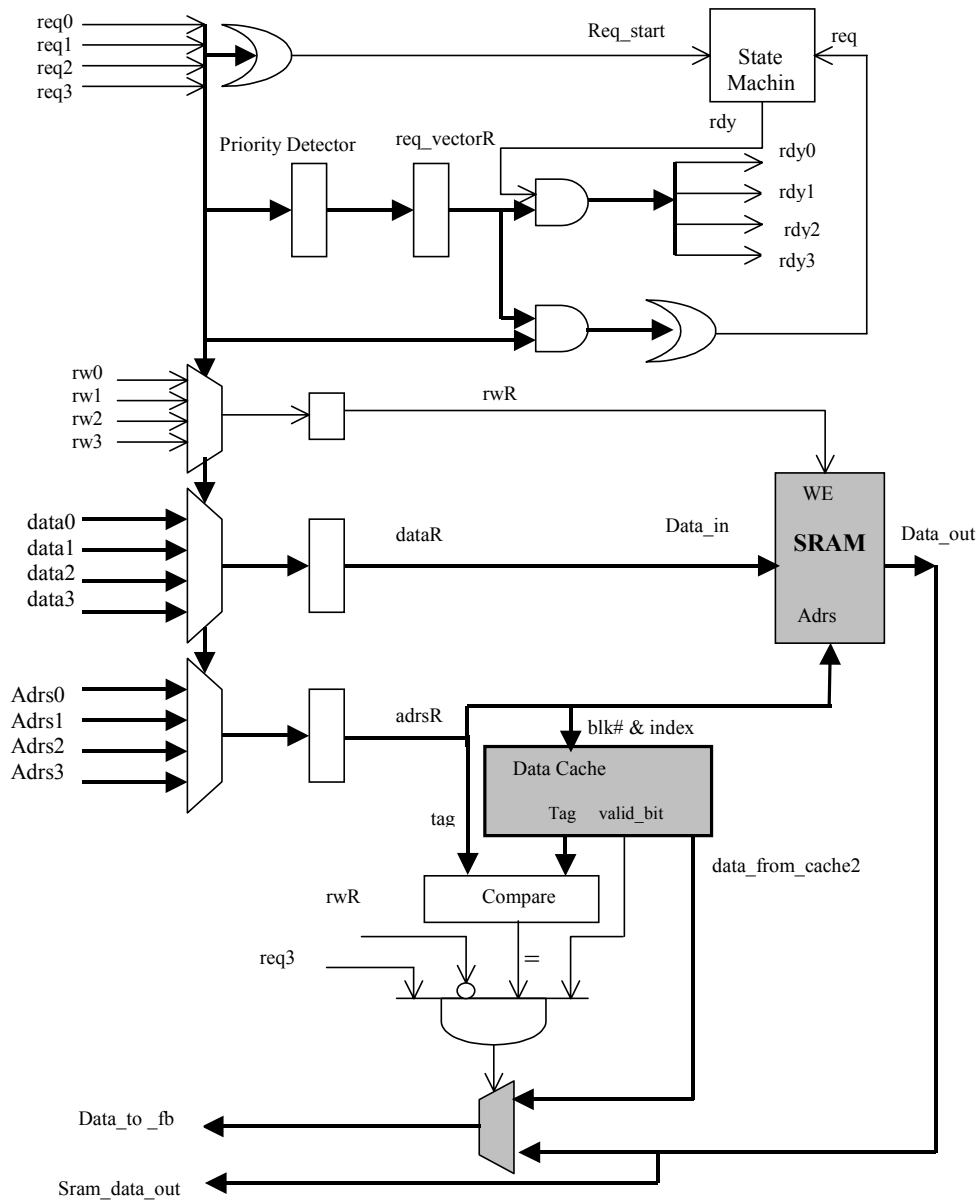 req0
req1
req2
req3
Req_start
req
State
Machin
rdy
Priority Detector
req_vectorR
rdy0
rdy1
rdy2
rdy3
rw0
rw1
rw2
rw3
rwR
WE
SRAM
Adrs
data0
data1
data2
data3
dataR
Data_in
Data_out
Adrs0
Adrs1
Adrs2
Adrs3
adrsR
blk# & index
Data Cache
Tag valid_bit
tag
data_from_cache2
Compare
rwR
req3
=
Data_to _fb
Sram_data_out